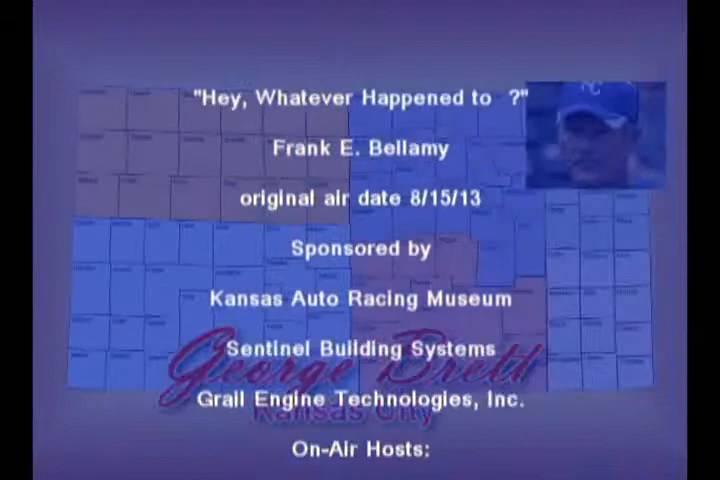 "Hey, Whatever Happened to ?"
KC
Frank E. Bellamy
original air date 8/15/13
Sponsored by
Kansas Auto Racing Museum
Sentinel Building Systems
George Brett
Grail Engine Technologies, Inc.
Kansas City
On-Air Hosts: